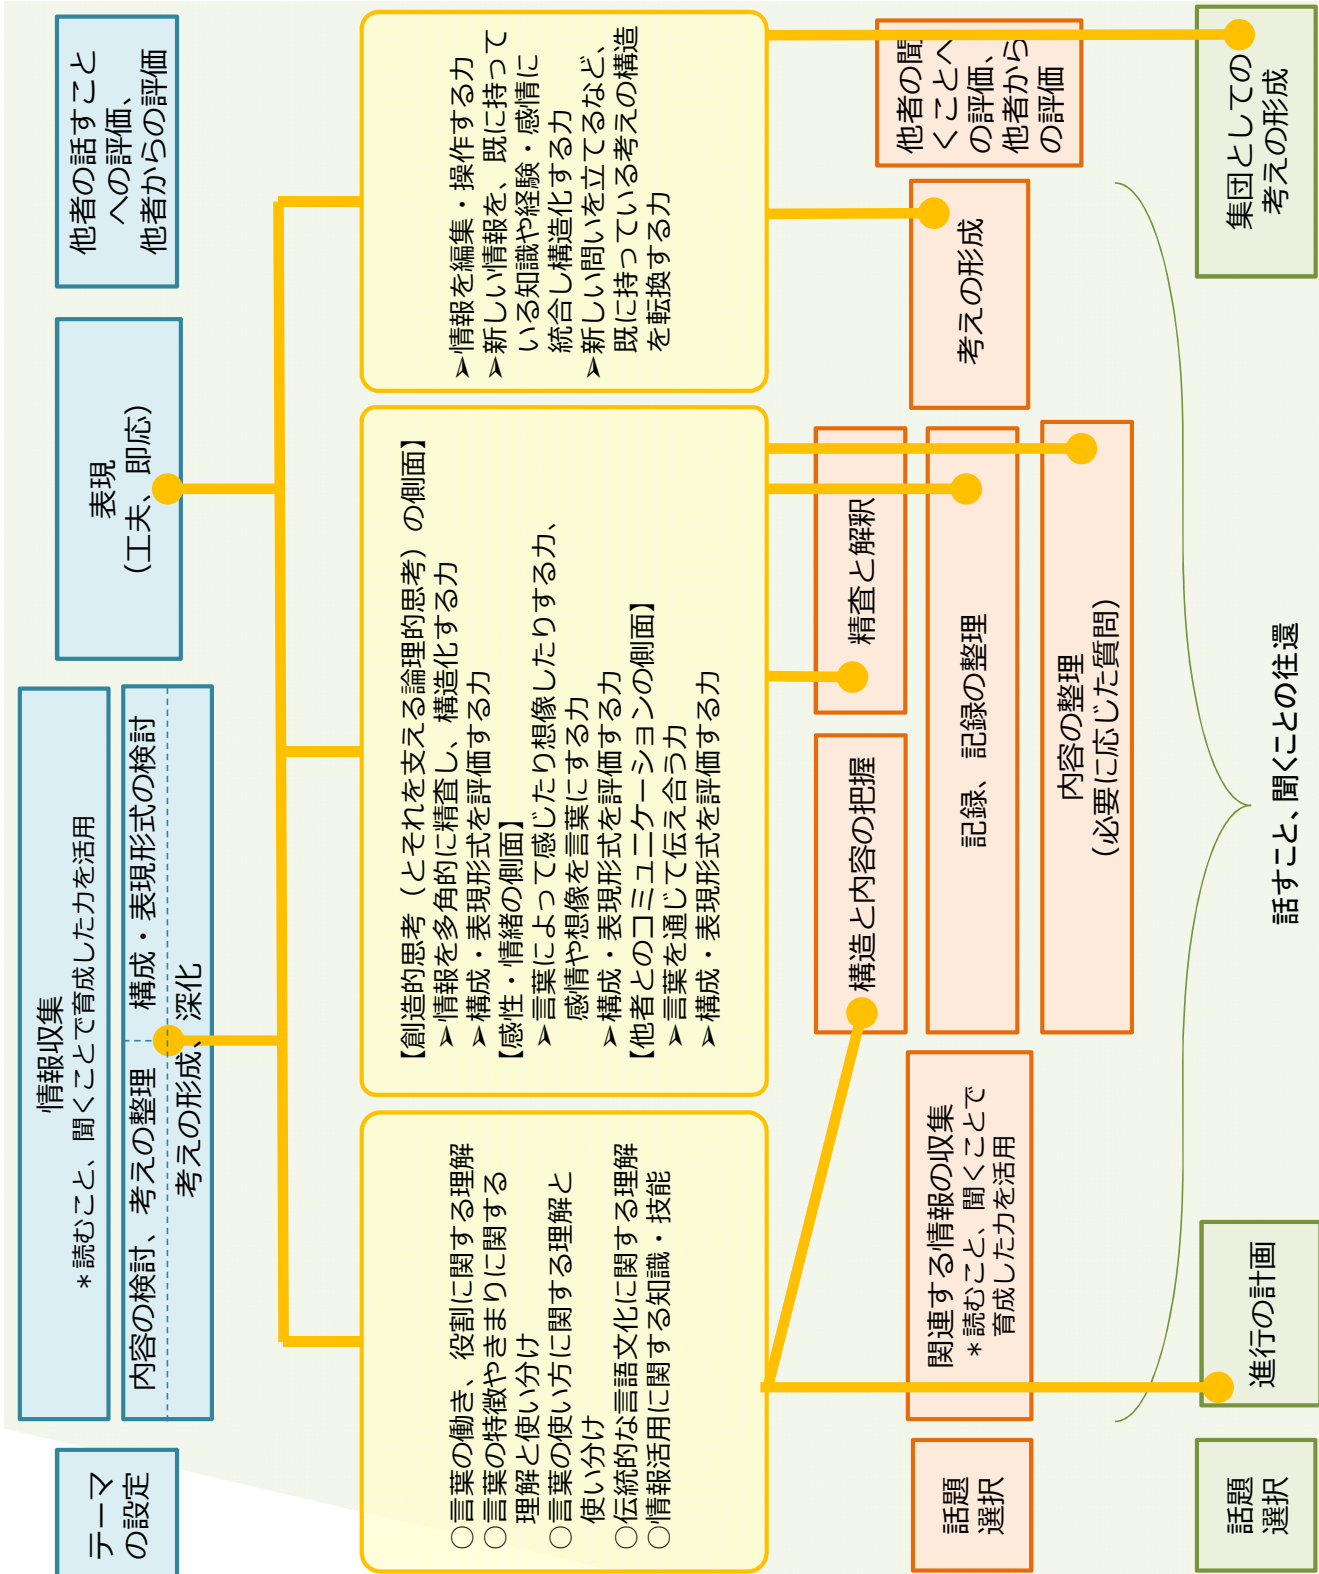 テーマ
の設定
情報収集
*読むこと、聞くことで育成した力を活用
内容の検討、考えの整理
構成・表現形式の検討
考えの形成、深化
表現
(工夫、即応)
他者の話すこと
への評価、
他者からの評価
○言葉の働き、役割に関する理解
○言葉の特徴やきまりに関する
理解と使い分け
○言葉の使い方に関する理解と
使い分け
○伝統的な言語文化に関する理解
○情報活用に関する知識・技能
【創造的思考（とそれを支える論理的思考）の側面】
➢情報を多角的に精査し、構造化する力
➢構成・表現形式を評価する力
【感性・情緒の側面】
➢言葉によって感じたり想像したりする力、
感情や想像を言葉にする力
➢構成・表現形式を評価する力
【他者とのコミュニケーションの側面】
➢言葉を通じて伝え合う力
➢構成・表現形式を評価する力
➢情報を編集・操作する力
➢新しい情報を、既に持って
いる知識や経験・感情に
統合し構造化する力
➢新しい問いを立てるなど、
既に持っている考えの構造
を転換する力
話題
選択
関連する情報の収集
*読むこと、聞くことで
育成した力を活用
構造と内容の把握
精査と解釈
記録、記録の整理
内容の整理
(必要に応じた質問)
考えの形成
他者の聞
くことへ
の評価、
他者から
の評価
話題
選択
進行の計画
話すこと、聞くことの往還
集団としての
考えの形成